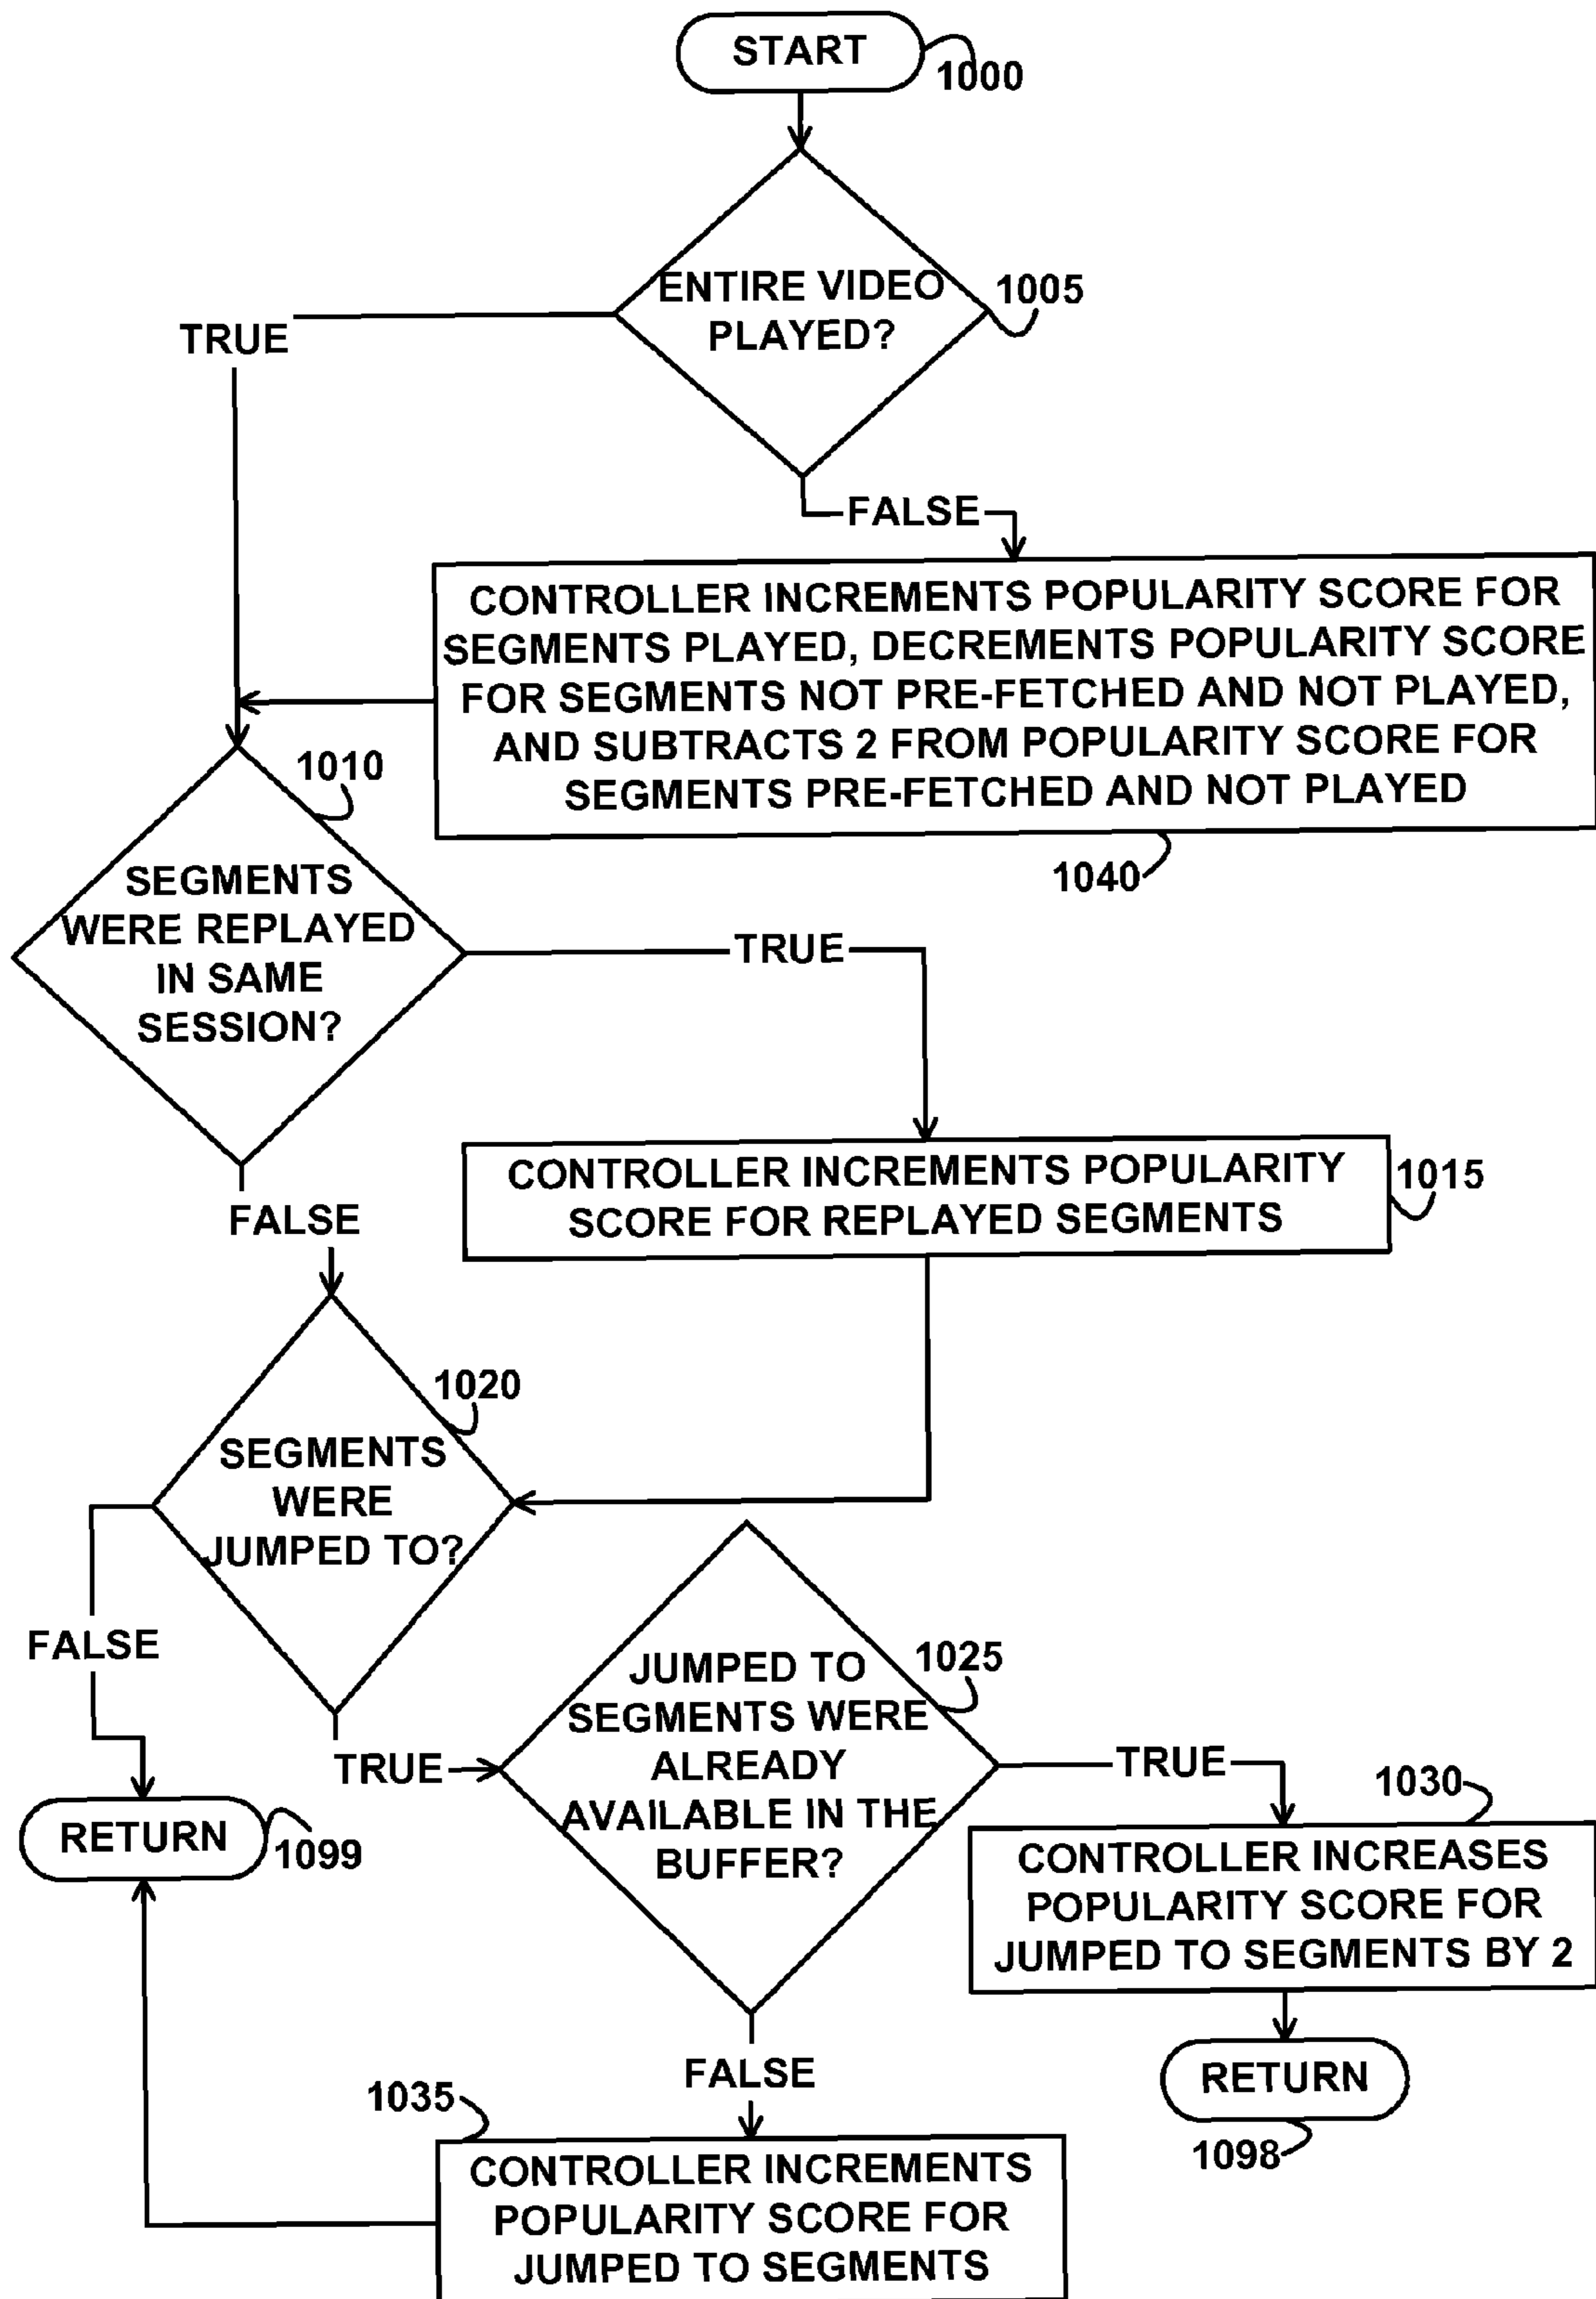 START
1000
ENTIRE VIDEO
PLAYED?
1005
TRUE
FALSE
CONTROLLER INCREMENTS POPULARITY SCORE FOR
SEGMENTS PLAYED, DECREMENTS POPULARITY SCORE
FOR SEGMENTS NOT PRE-FETCHED AND NOT PLAYED,
AND SUBTRACTS 2 FROM POPULARITY SCORE FOR
SEGMENTS PRE-FETCHED AND NOT PLAYED
1040
1010
SEGMENTS
WERE REPLAYED
IN SAME
SESSION?
TRUE
FALSE
CONTROLLER INCREMENTS POPULARITY
SCORE FOR REPLAYED SEGMENTS
1015
1020
SEGMENTS
WERE
JUMPED TO?
FALSE
TRUE
1025
JUMPED TO
SEGMENTS WERE
ALREADY
AVAILABLE IN THE
BUFFER?
TRUE
1030
CONTROLLER INCREASES
POPULARITY SCORE FOR
JUMPED TO SEGMENTS BY 2
RETURN
1099
FALSE
RETURN
1098
1035
CONTROLLER INCREMENTS
POPULARITY SCORE FOR
JUMPED TO SEGMENTS